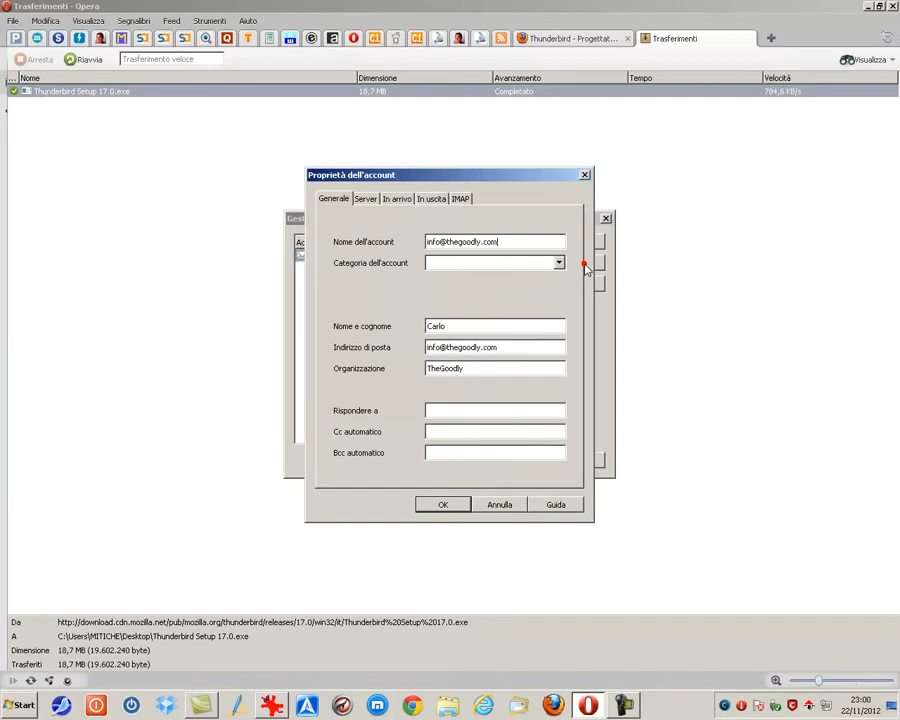 Trasferimenti - Opera
File Modifica Visualizza Segnalibri Feed Strumenti Aiuto
Thunderbird - Progettat... Trasferimenti
Arresta Riavvia Trasferimento veloce Visualizza
... Nome Dimensione Avanzamento Tempo Velocità
Thunderbird Setup 17.0.exe 18,7 MB Completato 784,6 KB/s
Proprietà dell'account
Generale Server In arrivo In uscita IMAP
Gest
Nome dell'account info@thegoodly.com
Ac
Categoria dell'account
Nome e cognome Carlo
Indirizzo di posta info@thegoodly.com
Organizzazione TheGoodly
Rispondere a
Cc automatico
Bcc automatico
OK Annulla Guida
Da http://download.cdn.mozilla.net/pub/mozilla.org/thunderbird/releases/17.0/win32/it/Thunderbird%20Setup%2017.0.exe
A C:\Users\MITICHE\Desktop\Thunderbird Setup 17.0.exe
Dimensione 18,7 MB (19.602.240 byte)
Trasferiti 18,7 MB (19.602.240 byte)
Start
23:00
22/11/2012